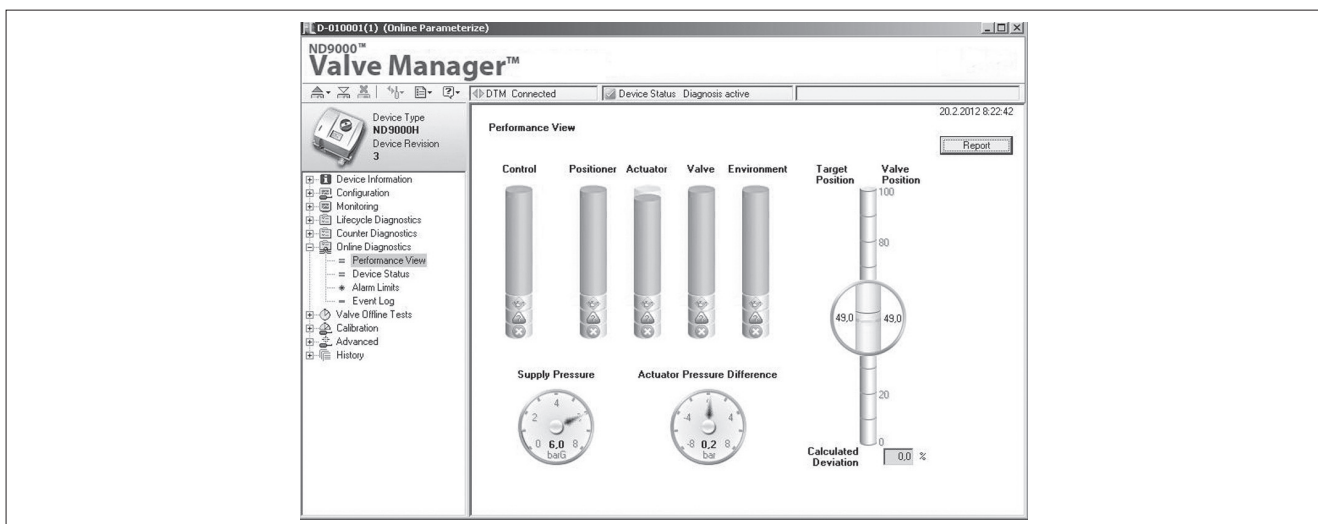 D-010001(1) (Online Parameterize)
ND9000™
Valve Manager™
DTM Connected
Device Status Diagnosis active
Device Type
ND9000H
Device Revision
3
Device Information
Configuration
Monitoring
Lifecycle Diagnostics
Counter Diagnostics
Online Diagnostics
Performance View
Device Status
Alarm Limits
Event Log
Valve Offline Tests
Calibration
Advanced
History
20.2.2012 8:22:42
Performance View
Report
Control Positioner Actuator Valve Environment
Target Position
Valve Position
100
80
49,0 49,0
20
0
Supply Pressure
2 4
0 6,0 8
barG
Actuator Pressure Difference
-4 4
-8 0,2 8
bar
Calculated Deviation 0,0 %